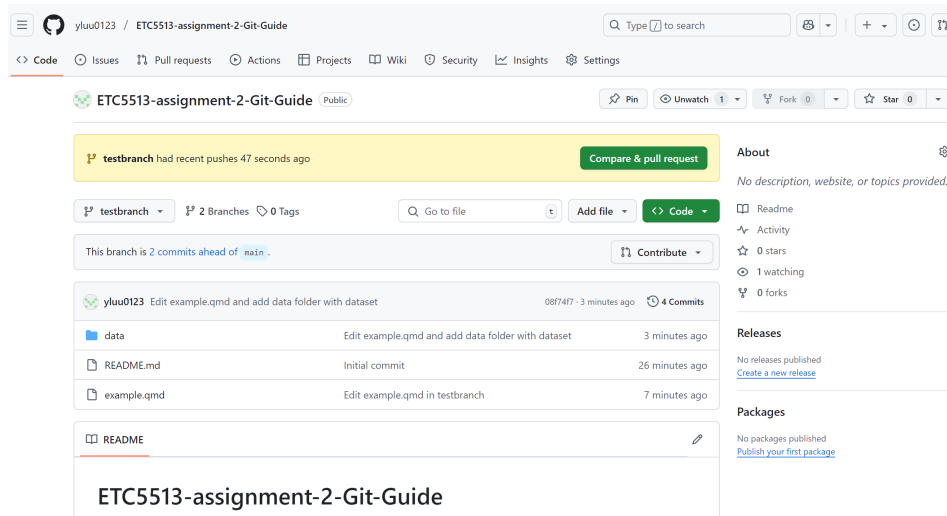 yluu0123 / ETC5513-assignment-2-Git-Guide Type / to search
Code Issues Pull requests Actions Projects Wiki Security Insights Settings
ETC5513-assignment-2-Git-Guide Public Pin Unwatch 1 Fork 0 Star 0
testbranch had recent pushes 47 seconds ago Compare & pull request
testbranch 2 Branches 0 Tags Go to file t Add file Code
This branch is 2 commits ahead of main . Contribute
yluu0123 Edit example.qmd and add data folder with dataset 08f74f7 · 3 minutes ago 4 Commits
data Edit example.qmd and add data folder with dataset 3 minutes ago
README.md Initial commit 26 minutes ago
example.qmd Edit example.qmd in testbranch 7 minutes ago
README
ETC5513-assignment-2-Git-Guide
About
No description, website, or topics provided.
Readme
Activity
0 stars
1 watching
0 forks
Releases
No releases published
Create a new release
Packages
No packages published
Publish your first package